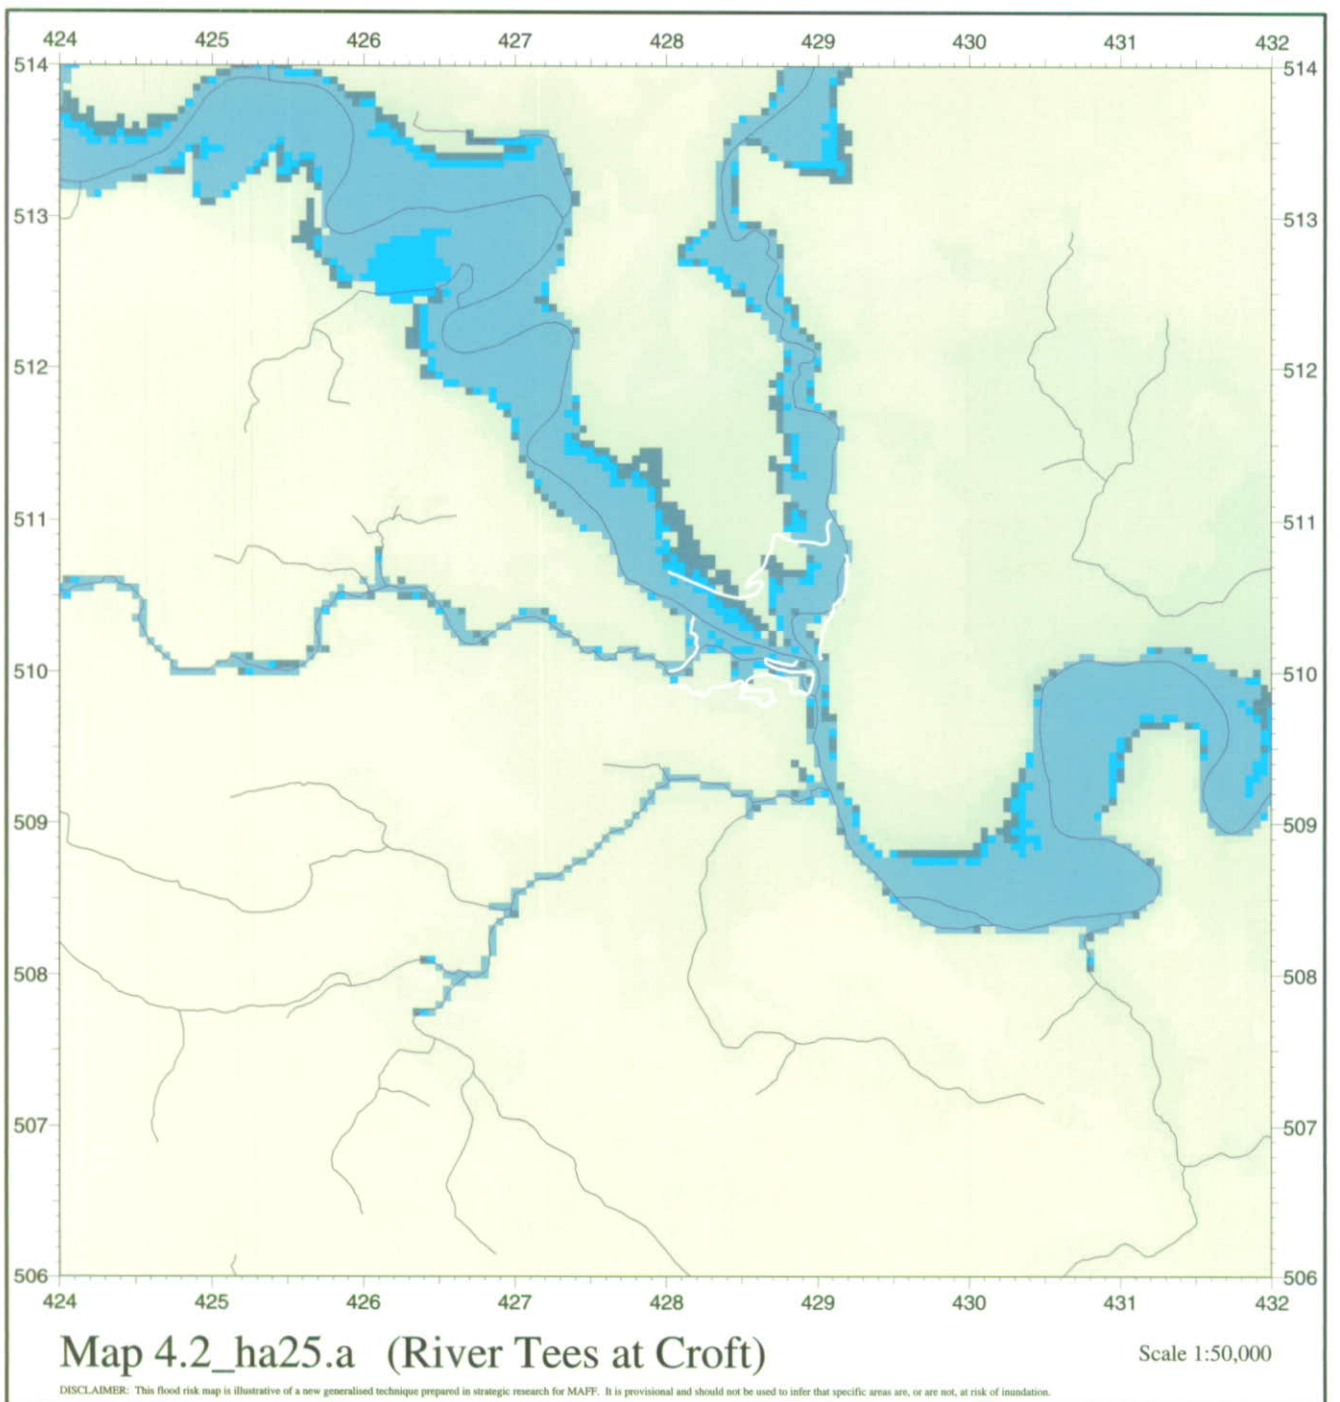 424 425 426 427 428 429 430 431 432
514 514
513 513
512 512
511 511
510 510
509 509
508 508
507 507
506 506
424 425 426 427 428 429 430 431 432
Map 4.2_ha25.a (River Tees at Croft)
Scale 1:50,000
DISCLAIMER: This flood risk map is illustrative of a new generalised technique prepared in strategic research for MAFF. It is provisional and should not be used to infer that specific areas are, or are not, at risk of inundation.